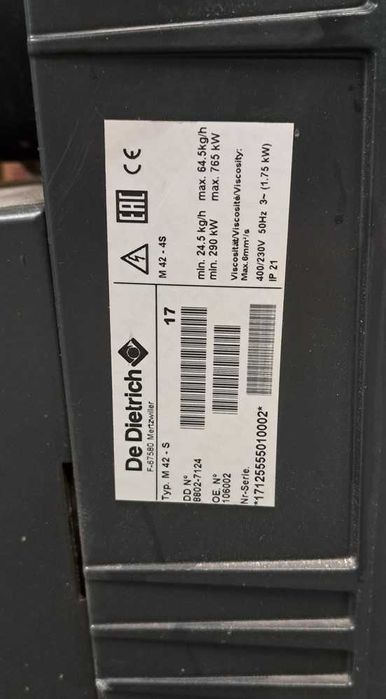 De Dietrich
F-67580 Mertzwiller
EAC CE
Typ. M 42 - S 17 M 42 - 4S
DD N°
8802-7124
OE. N°
106002
Nr-Serie.
*17125555010002*
min. 24.5 kg/h max. 64.5kg/h
min. 290 kW max. 765 kW
Viscosität/Viscosité/Viscosity:
Max.6mm²/s
400/230V 50Hz 3~ (1.75 kW)
IP 21